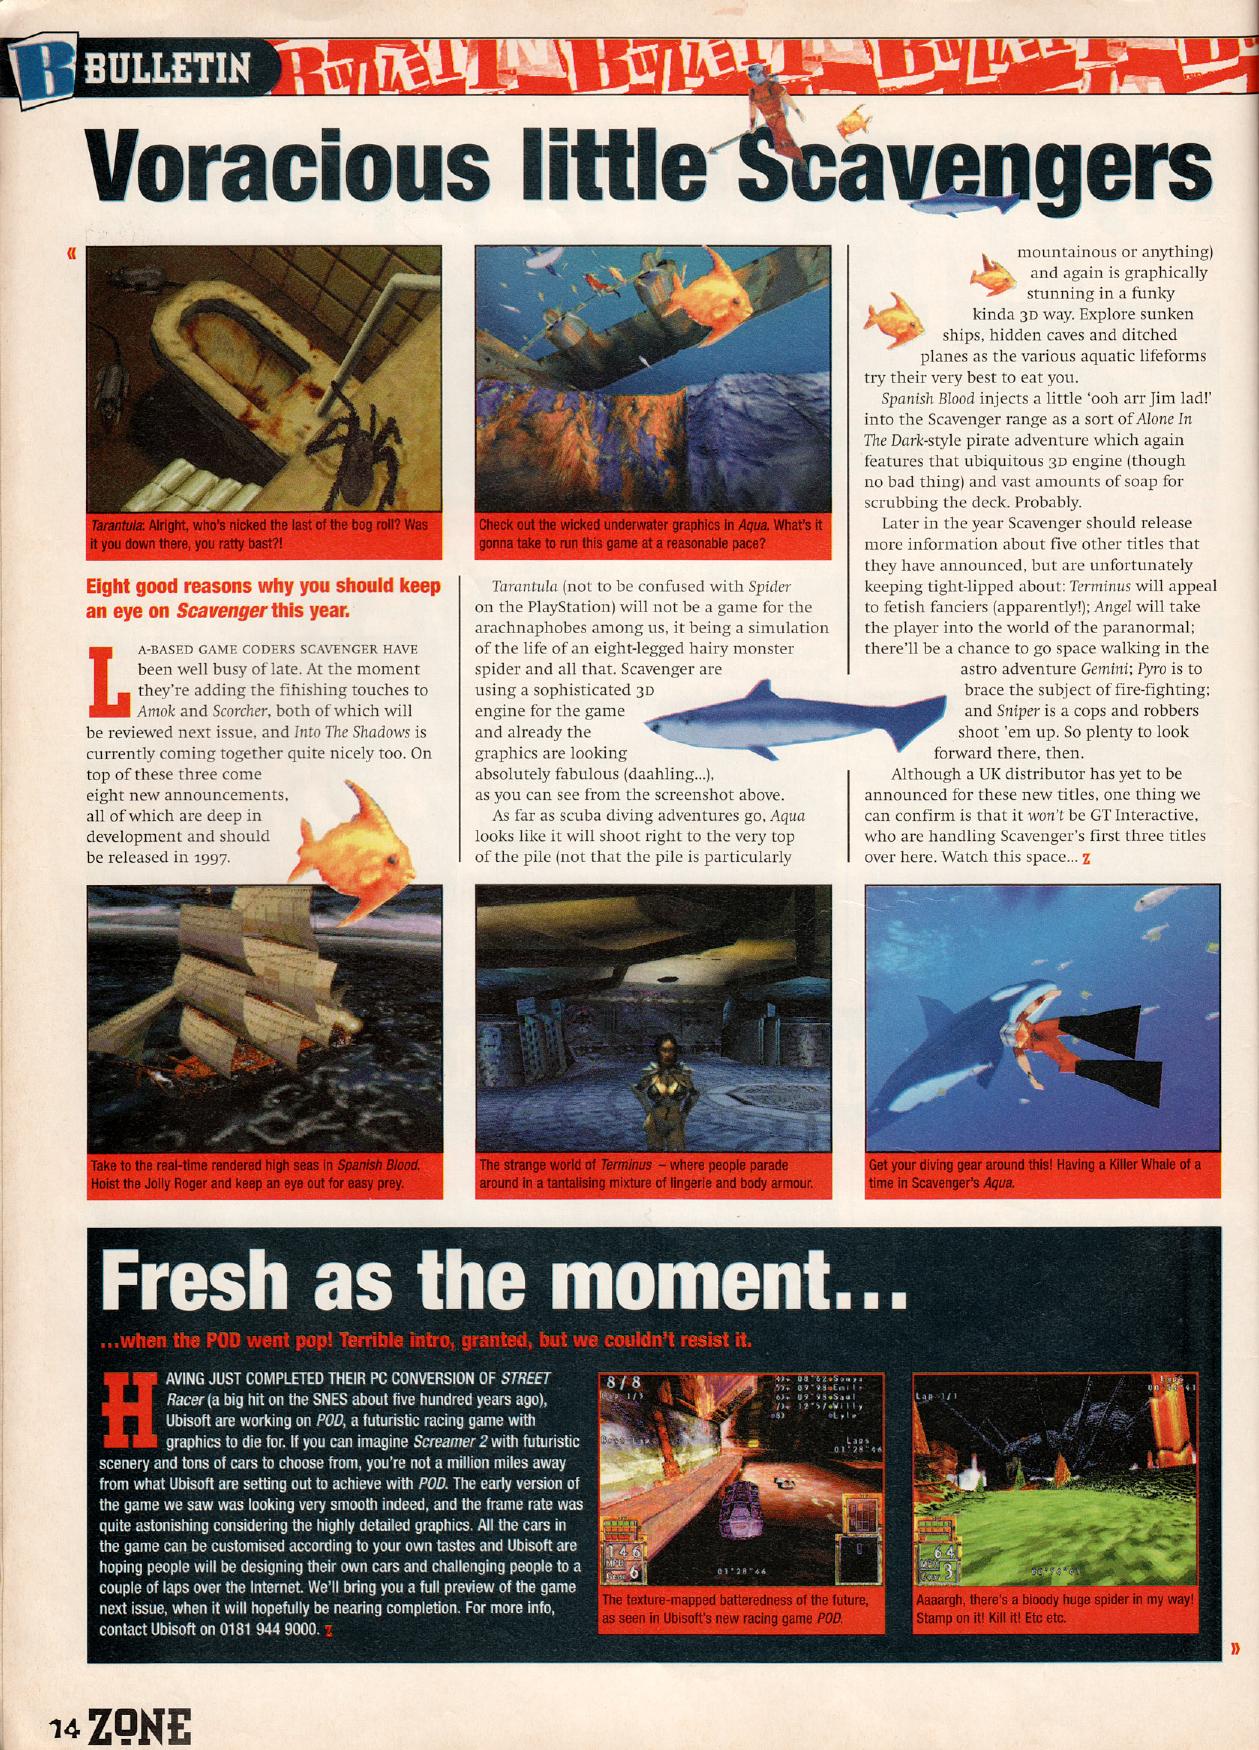 BULLETIN
Voracious little Scavengers
«
Tarantula: Alright, who's nicked the last of the bog roll? Was
it you down there, you ratty bast?!
Check out the wicked underwater graphics in Aqua. What's it
gonna take to run this game at a reasonable pace?
Eight good reasons why you should keep
an eye on Scavenger this year.
LA-BASED GAME CODERS SCAVENGER HAVE
been well busy of late. At the moment
they're adding the finishing touches to
Amok and Scorcher, both of which will
be reviewed next issue, and Into The Shadows is
currently coming together quite nicely too. On
top of these three come
eight new announcements,
all of which are deep in
development and should
be released in 1997.
Tarantula (not to be confused with Spider
on the PlayStation) will not be a game for the
arachnaphobes among us, it being a simulation
of the life of an eight-legged hairy monster
spider and all that. Scavenger are
using a sophisticated 3D
engine for the game
and already the
graphics are looking
absolutely fabulous (daahling...),
as you can see from the screenshot above.
As far as scuba diving adventures go, Aqua
looks like it will shoot right to the very top
of the pile (not that the pile is particularly
mountainous or anything)
and again is graphically
stunning in a funky
kinda 3D way. Explore sunken
ships, hidden caves and ditched
planes as the various aquatic lifeforms
try their very best to eat you.
Spanish Blood injects a little 'ooh arr Jim lad!'
into the Scavenger range as a sort of Alone In
The Dark-style pirate adventure which again
features that ubiquitous 3D engine (though
no bad thing) and vast amounts of soap for
scrubbing the deck. Probably.
Later in the year Scavenger should release
more information about five other titles that
they have announced, but are unfortunately
keeping tight-lipped about: Terminus will appeal
to fetish fanciers (apparently!); Angel will take
the player into the world of the paranormal;
there'll be a chance to go space walking in the
astro adventure Gemini; Pyro is to
brace the subject of fire-fighting;
and Sniper is a cops and robbers
shoot 'em up. So plenty to look
forward there, then.
Although a UK distributor has yet to be
announced for these new titles, one thing we
can confirm is that it won't be GT Interactive,
who are handling Scavenger's first three titles
over here. Watch this space... Z
Take to the real-time rendered high seas in Spanish Blood.
Hoist the Jolly Roger and keep an eye out for easy prey.
The strange world of Terminus – where people parade
around in a tantalising mixture of lingerie and body armour.
Get your diving gear around this! Having a Killer Whale of a
time in Scavenger's Aqua.
Fresh as the moment...
...when the POD went pop! Terrible intro, granted, but we couldn't resist it.
HAVING JUST COMPLETED THEIR PC CONVERSION OF STREET
Racer (a big hit on the SNES about five hundred years ago),
Ubisoft are working on POD, a futuristic racing game with
graphics to die for. If you can imagine Screamer 2 with futuristic
scenery and tons of cars to choose from, you're not a million miles away
from what Ubisoft are setting out to achieve with POD. The early version of
the game we saw was looking very smooth indeed, and the frame rate was
quite astonishing considering the highly detailed graphics. All the cars in
the game can be customised according to your own tastes and Ubisoft are
hoping people will be designing their own cars and challenging people to a
couple of laps over the Internet. We'll bring you a full preview of the game
next issue, when it will hopefully be nearing completion. For more info,
contact Ubisoft on 0181 944 9000. Z
8/8
Lap 1/1
Laps
01'28"46
146
MPH
6
01'28"46
The texture-mapped batteredness of the future,
as seen in Ubisoft's new racing game POD.
Lap 1/1
64
3
Aaaargh, there's a bloody huge spider in my way!
Stamp on it! Kill it! Etc etc.
»
14 ZONE